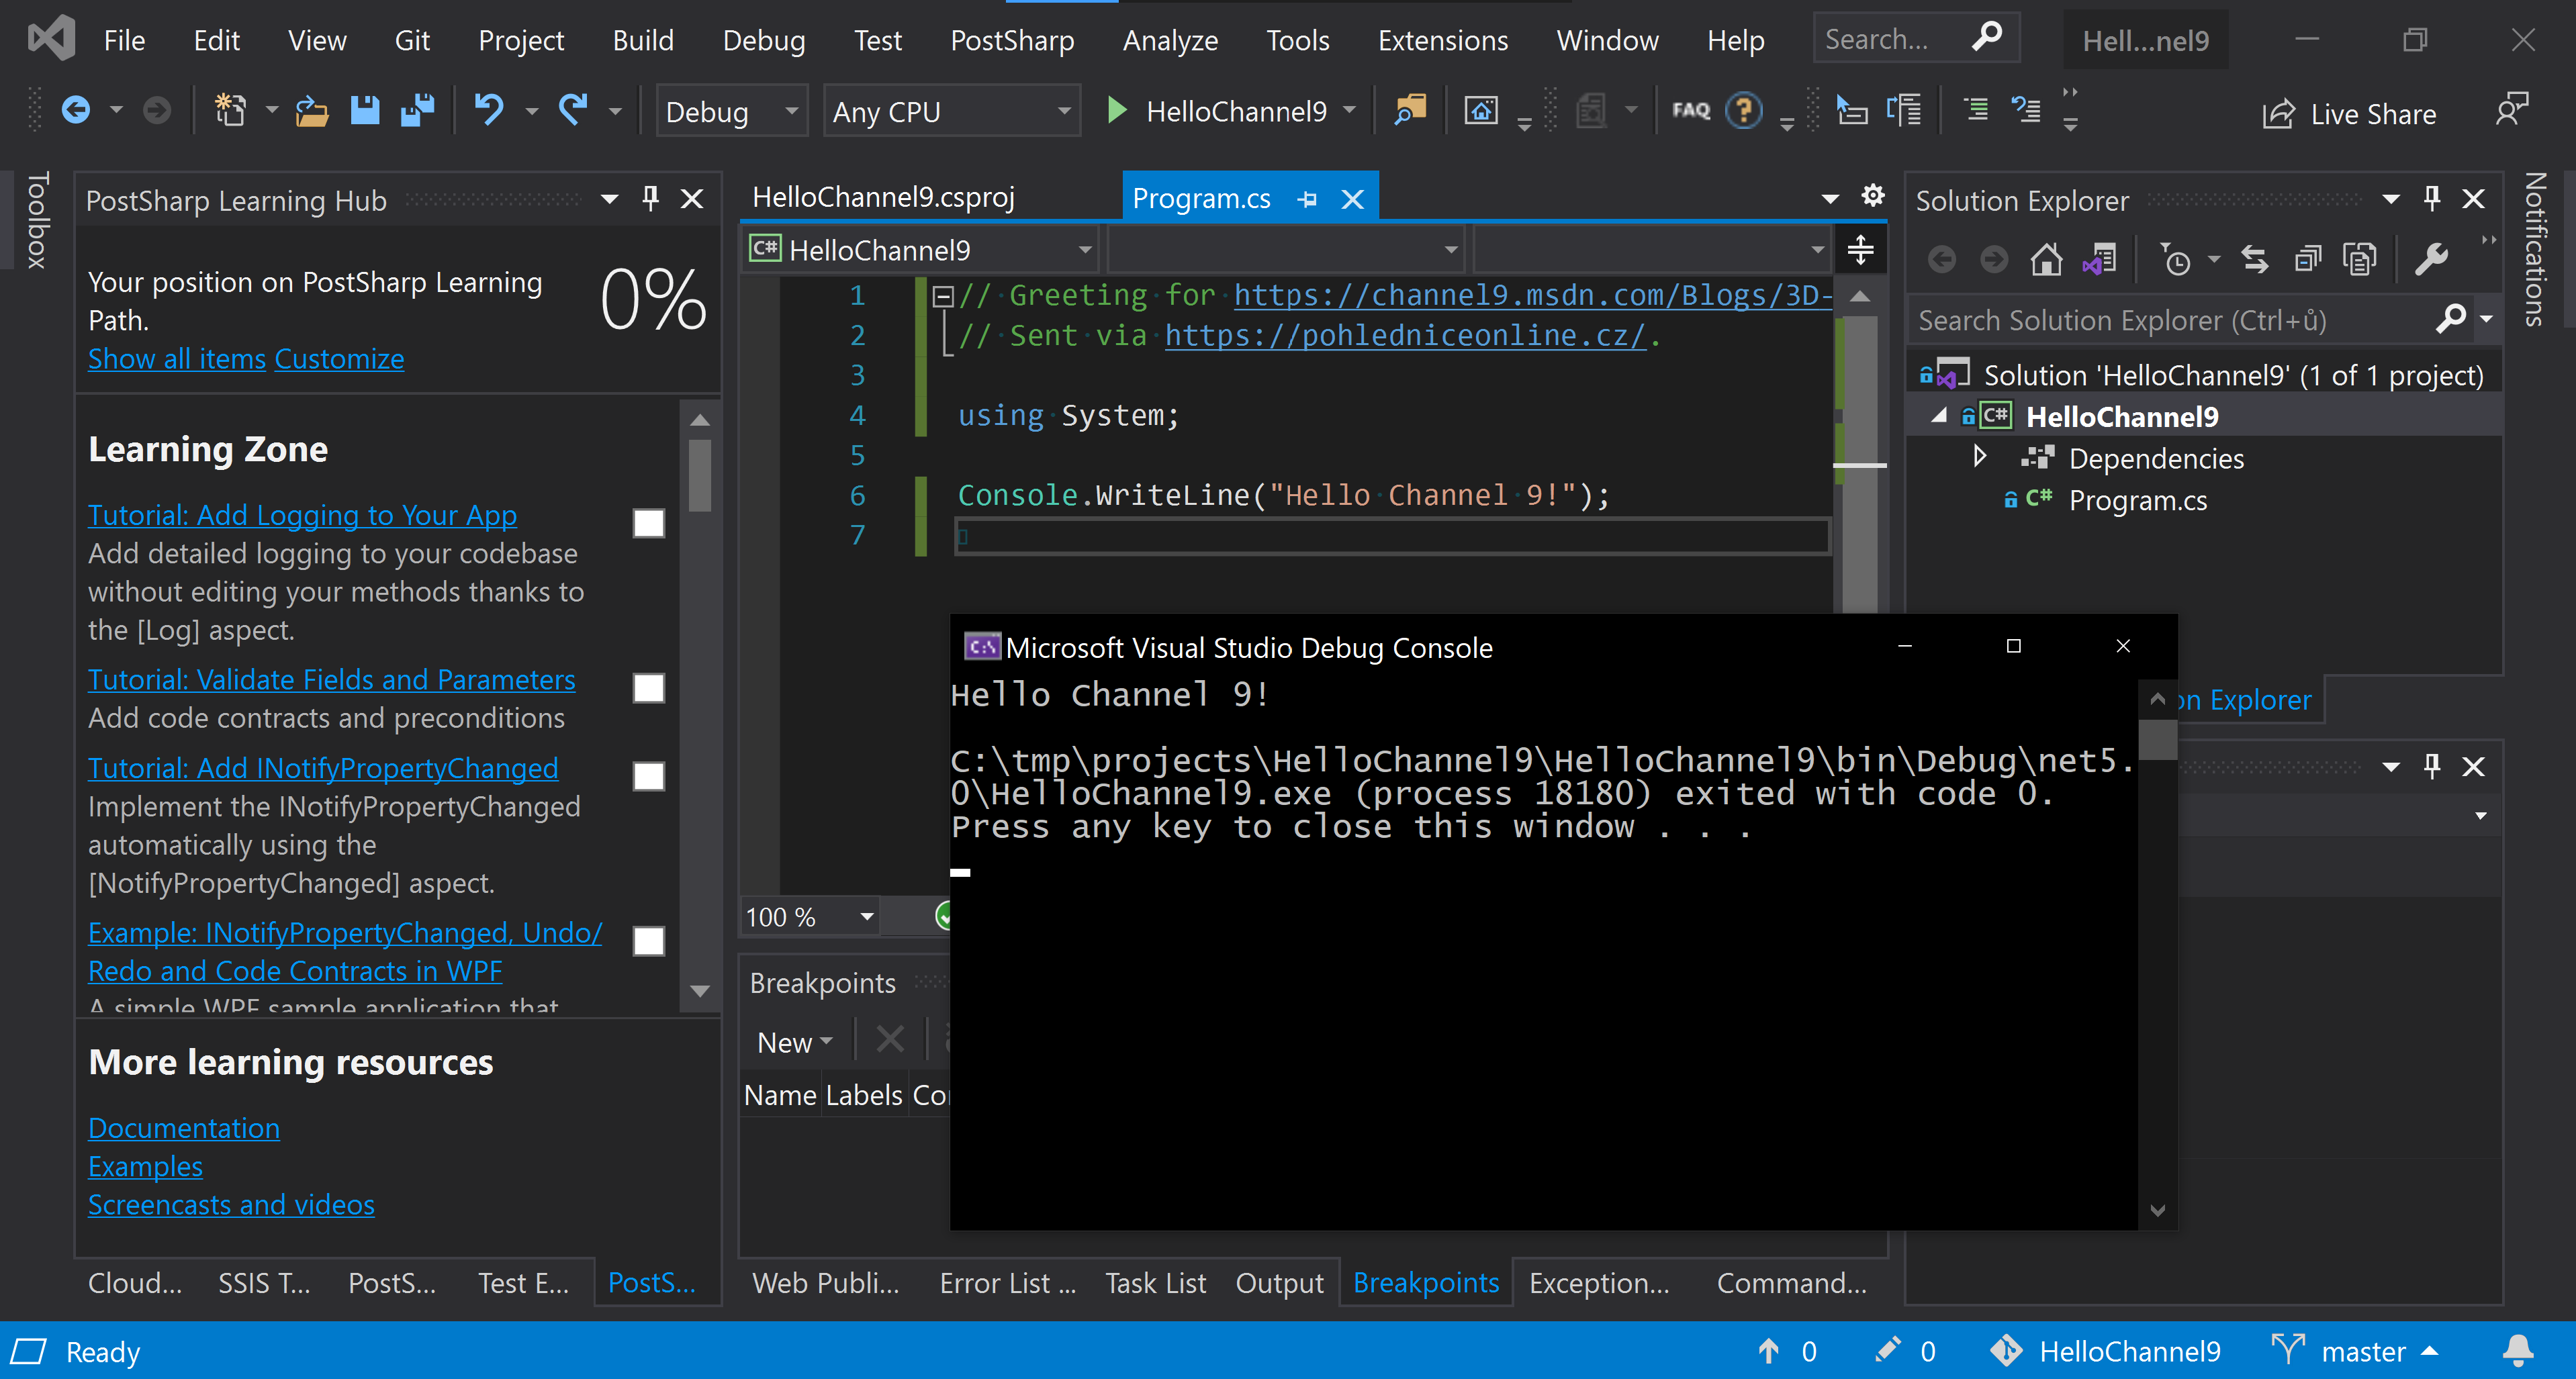 File Edit View Git Project Build Debug Test PostSharp Analyze Tools Extensions Window Help Search... Hell...nel9
Debug Any CPU HelloChannel9 FAQ Live Share
Toolbox
PostSharp Learning Hub
Your position on PostSharp Learning
Path.
0%
Show all items Customize
Learning Zone
Tutorial: Add Logging to Your App
Add detailed logging to your codebase
without editing your methods thanks to
the [Log] aspect.
Tutorial: Validate Fields and Parameters
Add code contracts and preconditions
Tutorial: Add INotifyPropertyChanged
Implement the INotifyPropertyChanged
automatically using the
[NotifyPropertyChanged] aspect.
Example: INotifyPropertyChanged, Undo/
Redo and Code Contracts in WPF
A simple WPF sample application that
More learning resources
Documentation
Examples
Screencasts and videos
Cloud... SSIS T... PostS... Test E... PostS...
HelloChannel9.csproj Program.cs
C# HelloChannel9
1 // Greeting for https://channel9.msdn.com/Blogs/3D-
2 // Sent via https://pohledniceonline.cz/.
3
4 using System;
5
6 Console.WriteLine("Hello Channel 9!");
7
100 %
Microsoft Visual Studio Debug Console
Hello Channel 9!
C:\tmp\projects\HelloChannel9\HelloChannel9\bin\Debug\net5.
0\HelloChannel9.exe (process 18180) exited with code 0.
Press any key to close this window . . .
Breakpoints
New
Name Labels Co
Web Publi... Error List ... Task List Output Breakpoints Exception... Command...
Solution Explorer
Search Solution Explorer (Ctrl+ů)
Solution 'HelloChannel9' (1 of 1 project)
C# HelloChannel9
Dependencies
C# Program.cs
on Explorer
Notifications
Ready 0 0 HelloChannel9 master